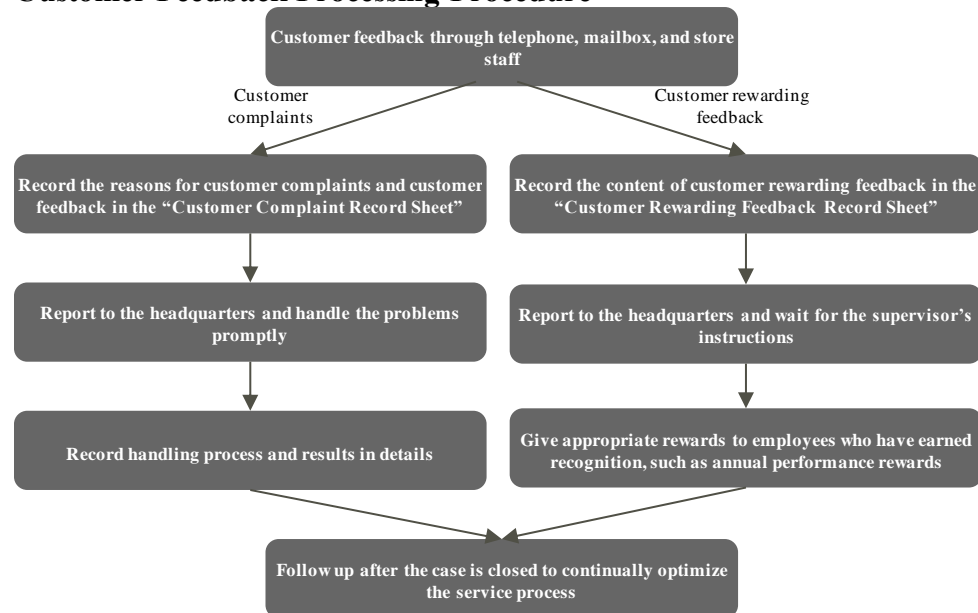 Customer Feedback Processing Procedure
Customer feedback through telephone, mailbox, and store
staff
Customer
complaints
Customer rewarding
feedback
Record the reasons for customer complaints and customer
feedback in the “Customer Complaint Record Sheet”
Record the content of customer rewarding feedback in the
“Customer Rewarding Feedback Record Sheet”
Report to the headquarters and handle the problems
promptly
Report to the headquarters and wait for the supervisor’s
instructions
Record handling process and results in details
Give appropriate rewards to employees who have earned
recognition, such as annual performance rewards
Follow up after the case is closed to continually optimize
the service process